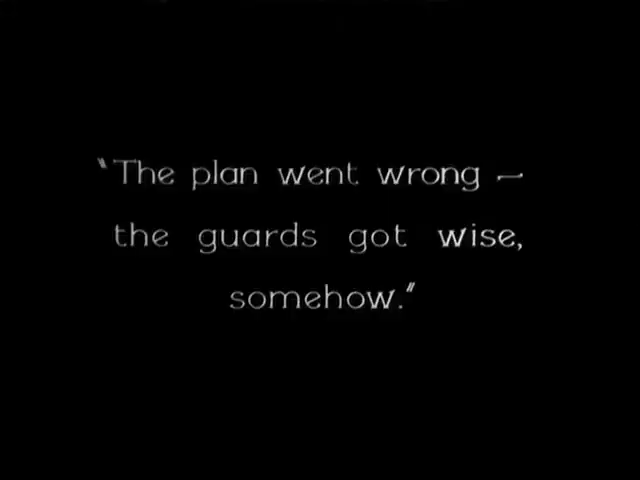 "The plan went wrong —
the guards got wise,
somehow."